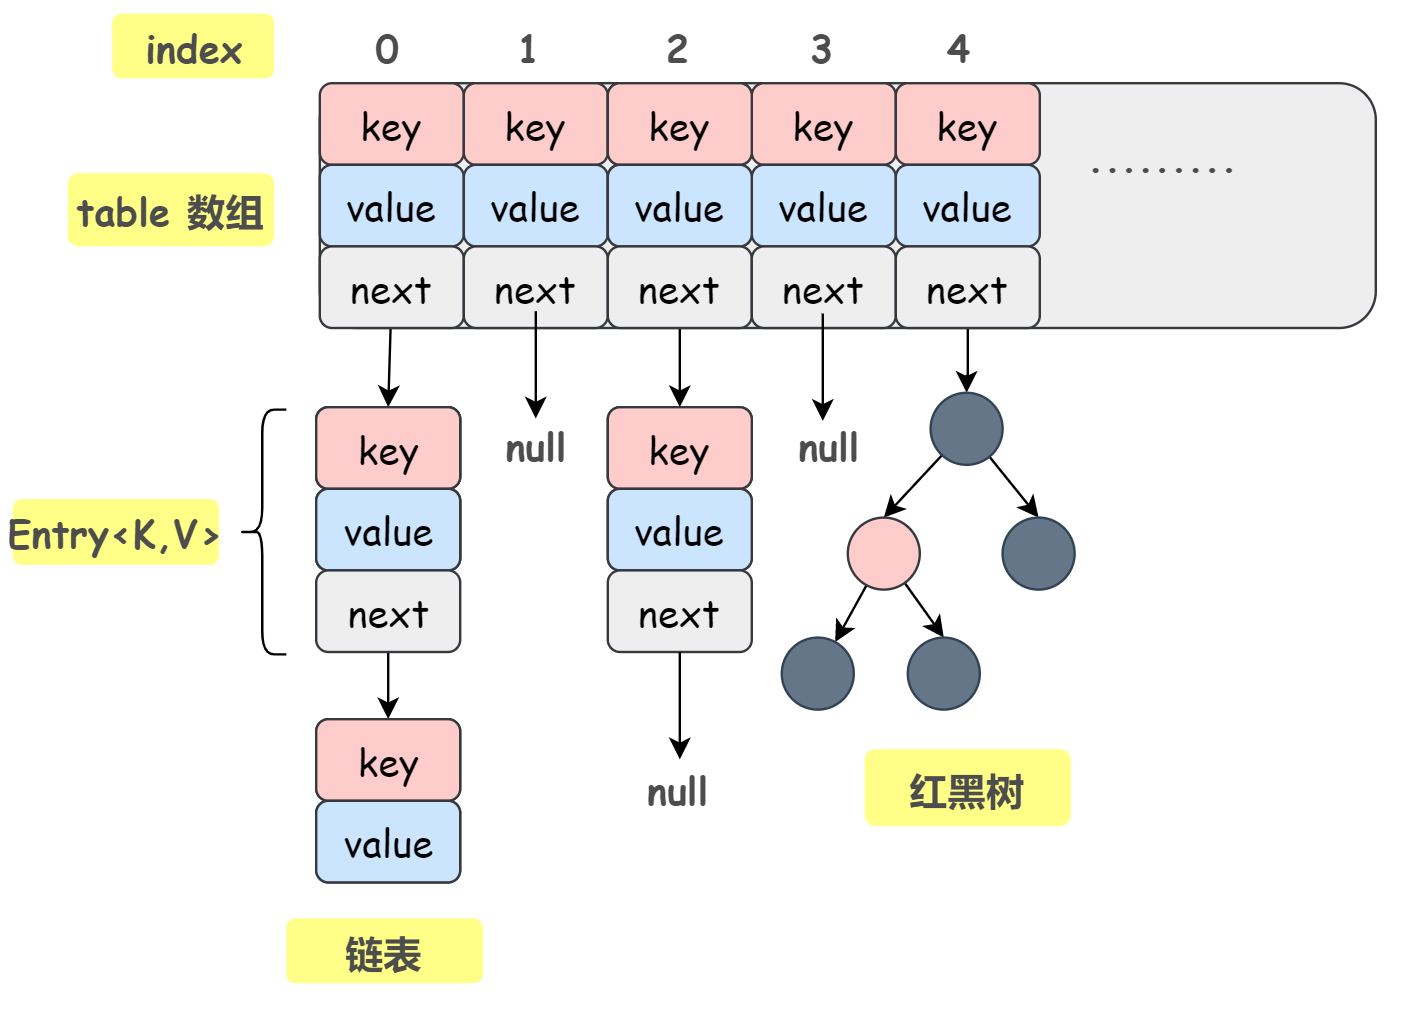 index 0 1 2 3 4
key key key key key
.........
table 数组 value value value value value
next next next next next
null null
key key
Entry<K,V> value value
next next
key
null
红黑树
value
链表